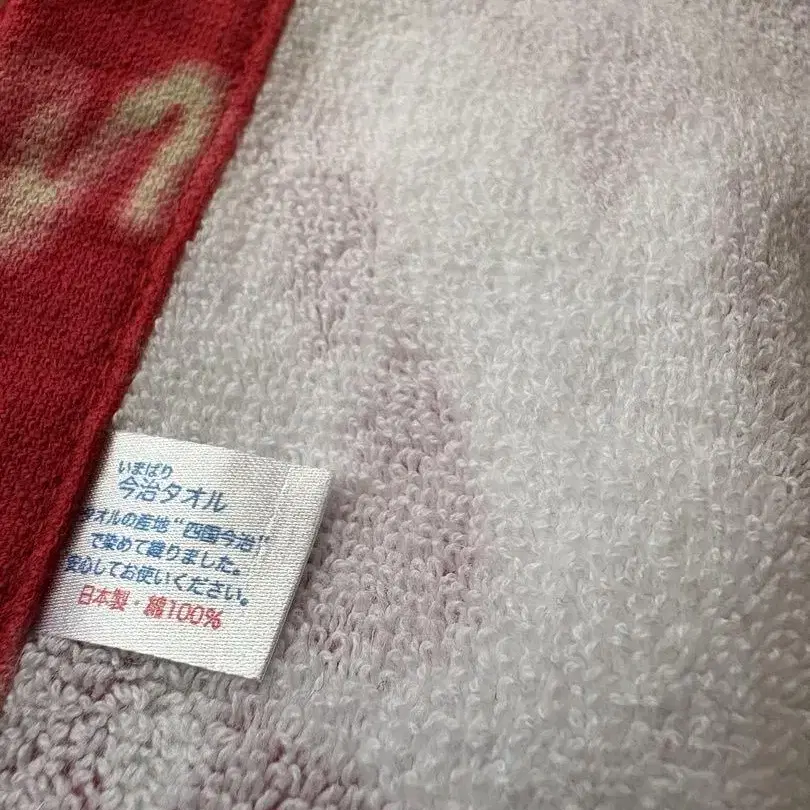 いまばり
今治タオル
タオルの産地“四国今治”
で染めて織りました。
安心してお使いください。
日本製・綿100%